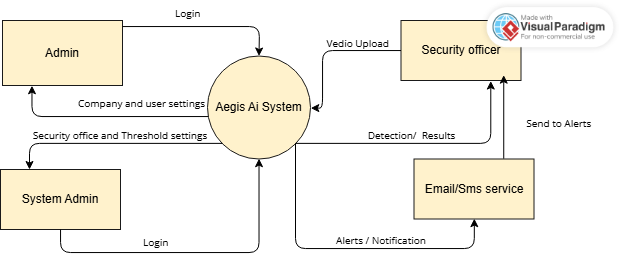 Login
Made with
Visual Paradigm
For non-commercial use
Admin
Vedio Upload
Security officer
Company and user settings
Aegis Ai System
Security office and Threshold settings
Detection/ Results
Send to Alerts
System Admin
Email/Sms service
Login
Alerts / Notification